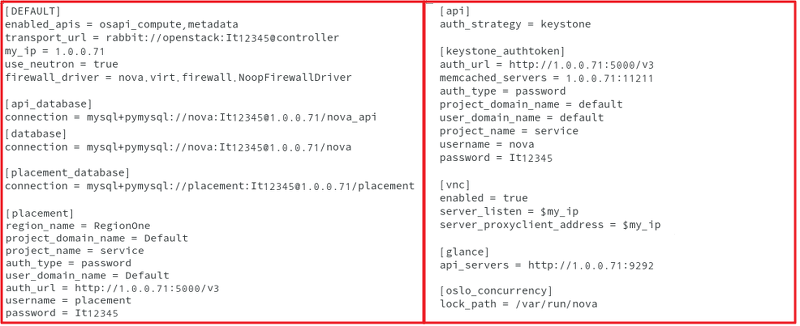 [DEFAULT]
enabled_apis = osapi_compute,metadata
transport_url = rabbit://openstack:It12345@controller
my_ip = 1.0.0.71
use_neutron = true
firewall_driver = nova.virt.firewall.NoopFirewallDriver
[api_database]
connection = mysql+pymysql://nova:It12345@1.0.0.71/nova_api
[database]
connection = mysql+pymysql://nova:It12345@1.0.0.71/nova
[placement_database]
connection = mysql+pymysql://placement:It12345@1.0.0.71/placement
[placement]
region_name = RegionOne
project_domain_name = Default
project_name = service
auth_type = password
user_domain_name = Default
auth_url = http://1.0.0.71:5000/v3
username = placement
password = It12345
[api]
auth_strategy = keystone
[keystone_authtoken]
auth_url = http://1.0.0.71:5000/v3
memcached_servers = 1.0.0.71:11211
auth_type = password
project_domain_name = default
user_domain_name = default
project_name = service
username = nova
password = It12345
[vnc]
enabled = true
server_listen = $my_ip
server_proxyclient_address = $my_ip
[glance]
api_servers = http://1.0.0.71:9292
[oslo_concurrency]
lock_path = /var/run/nova